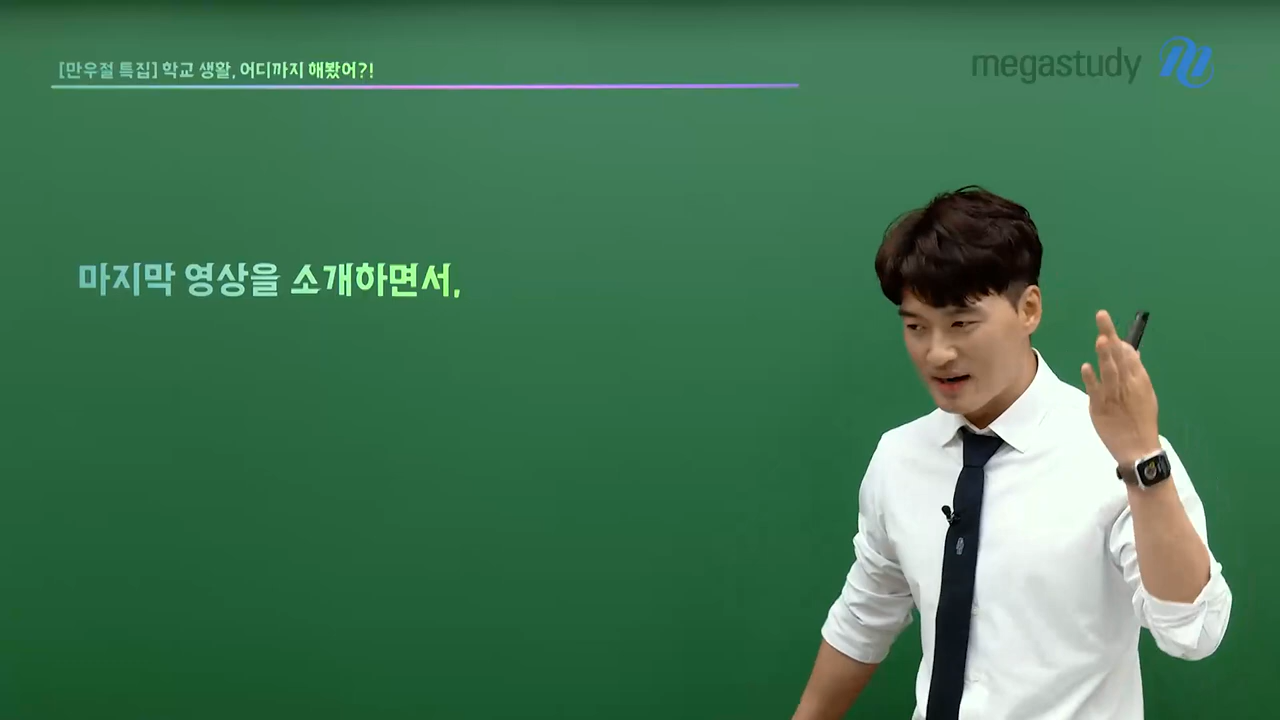 [만우절 특집] 학교 생활, 어디까지 해봤어?!
megastudy
마지막 영상을 소개하면서,